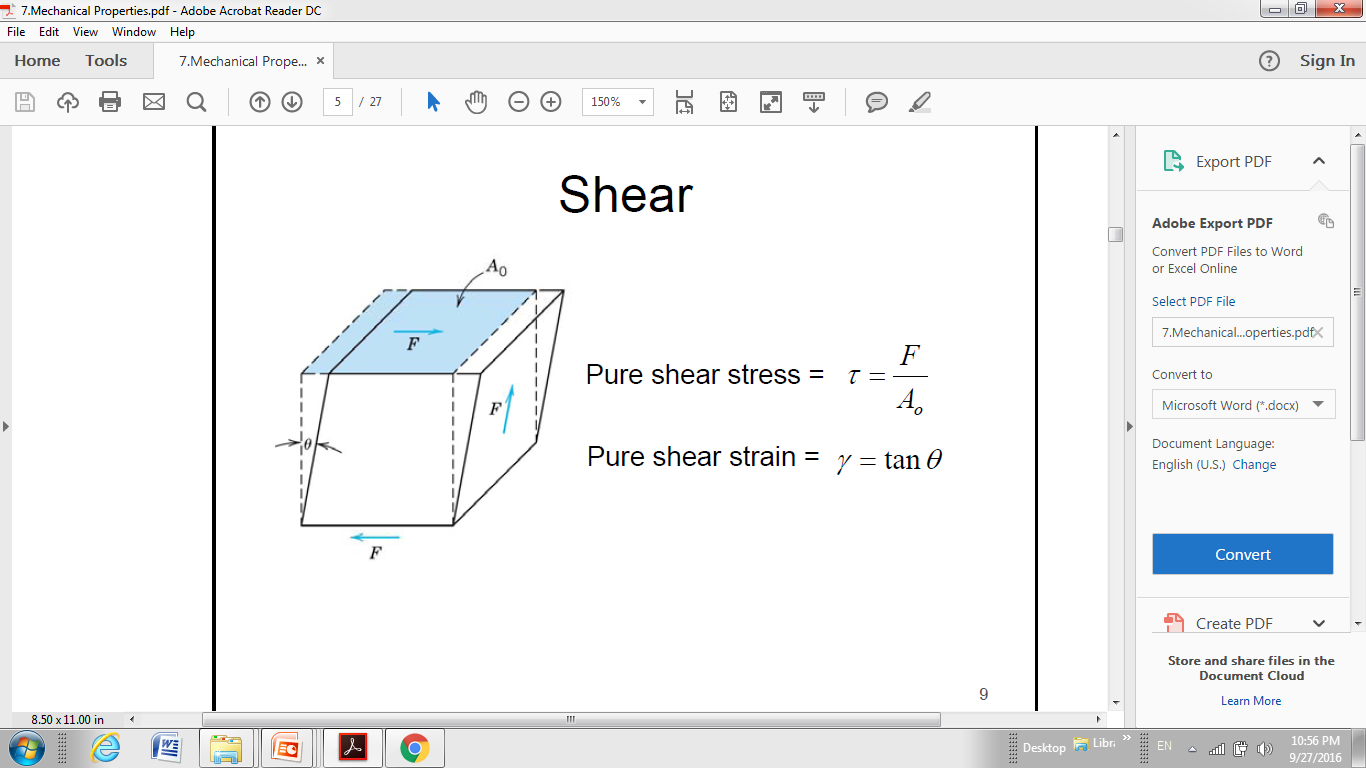 7.Mechanical Properties.pdf - Adobe Acrobat Reader DC
File Edit View Window Help
Home Tools 7.Mechanical Prope... × ? Sign In
5 / 27 150%
Shear
A0
F
F
θ
F
Pure shear stress = τ = F / Ao
Pure shear strain = γ = tan θ
9
8.50 x 11.00 in
Export PDF
Adobe Export PDF
Convert PDF Files to Word
or Excel Online
Select PDF File
7.Mechanical...operties.pdf ×
Convert to
Microsoft Word (*.docx)
Document Language:
English (U.S.) Change
Convert
Create PDF
Store and share files in the
Document Cloud
Learn More
Desktop Libra » EN 10:56 PM
9/27/2016